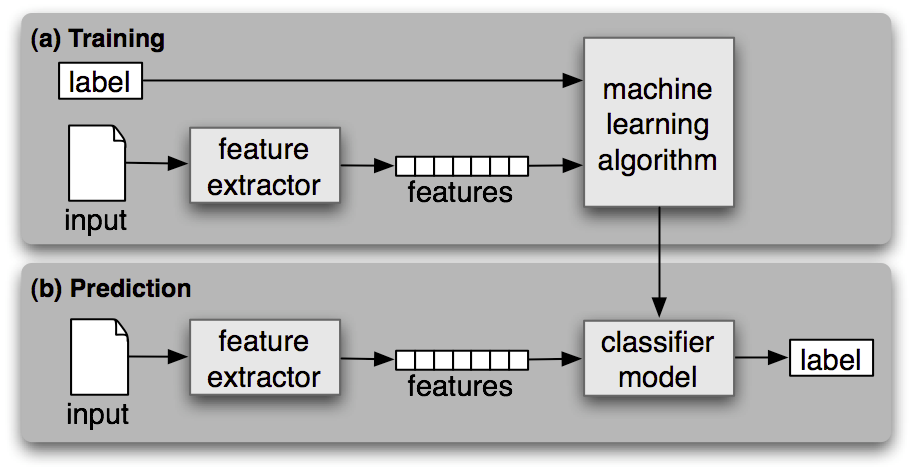 (a) Training
label
machine
learning
algorithm
feature
extractor
features
input
(b) Prediction
feature
extractor
features
classifier
model
label
input